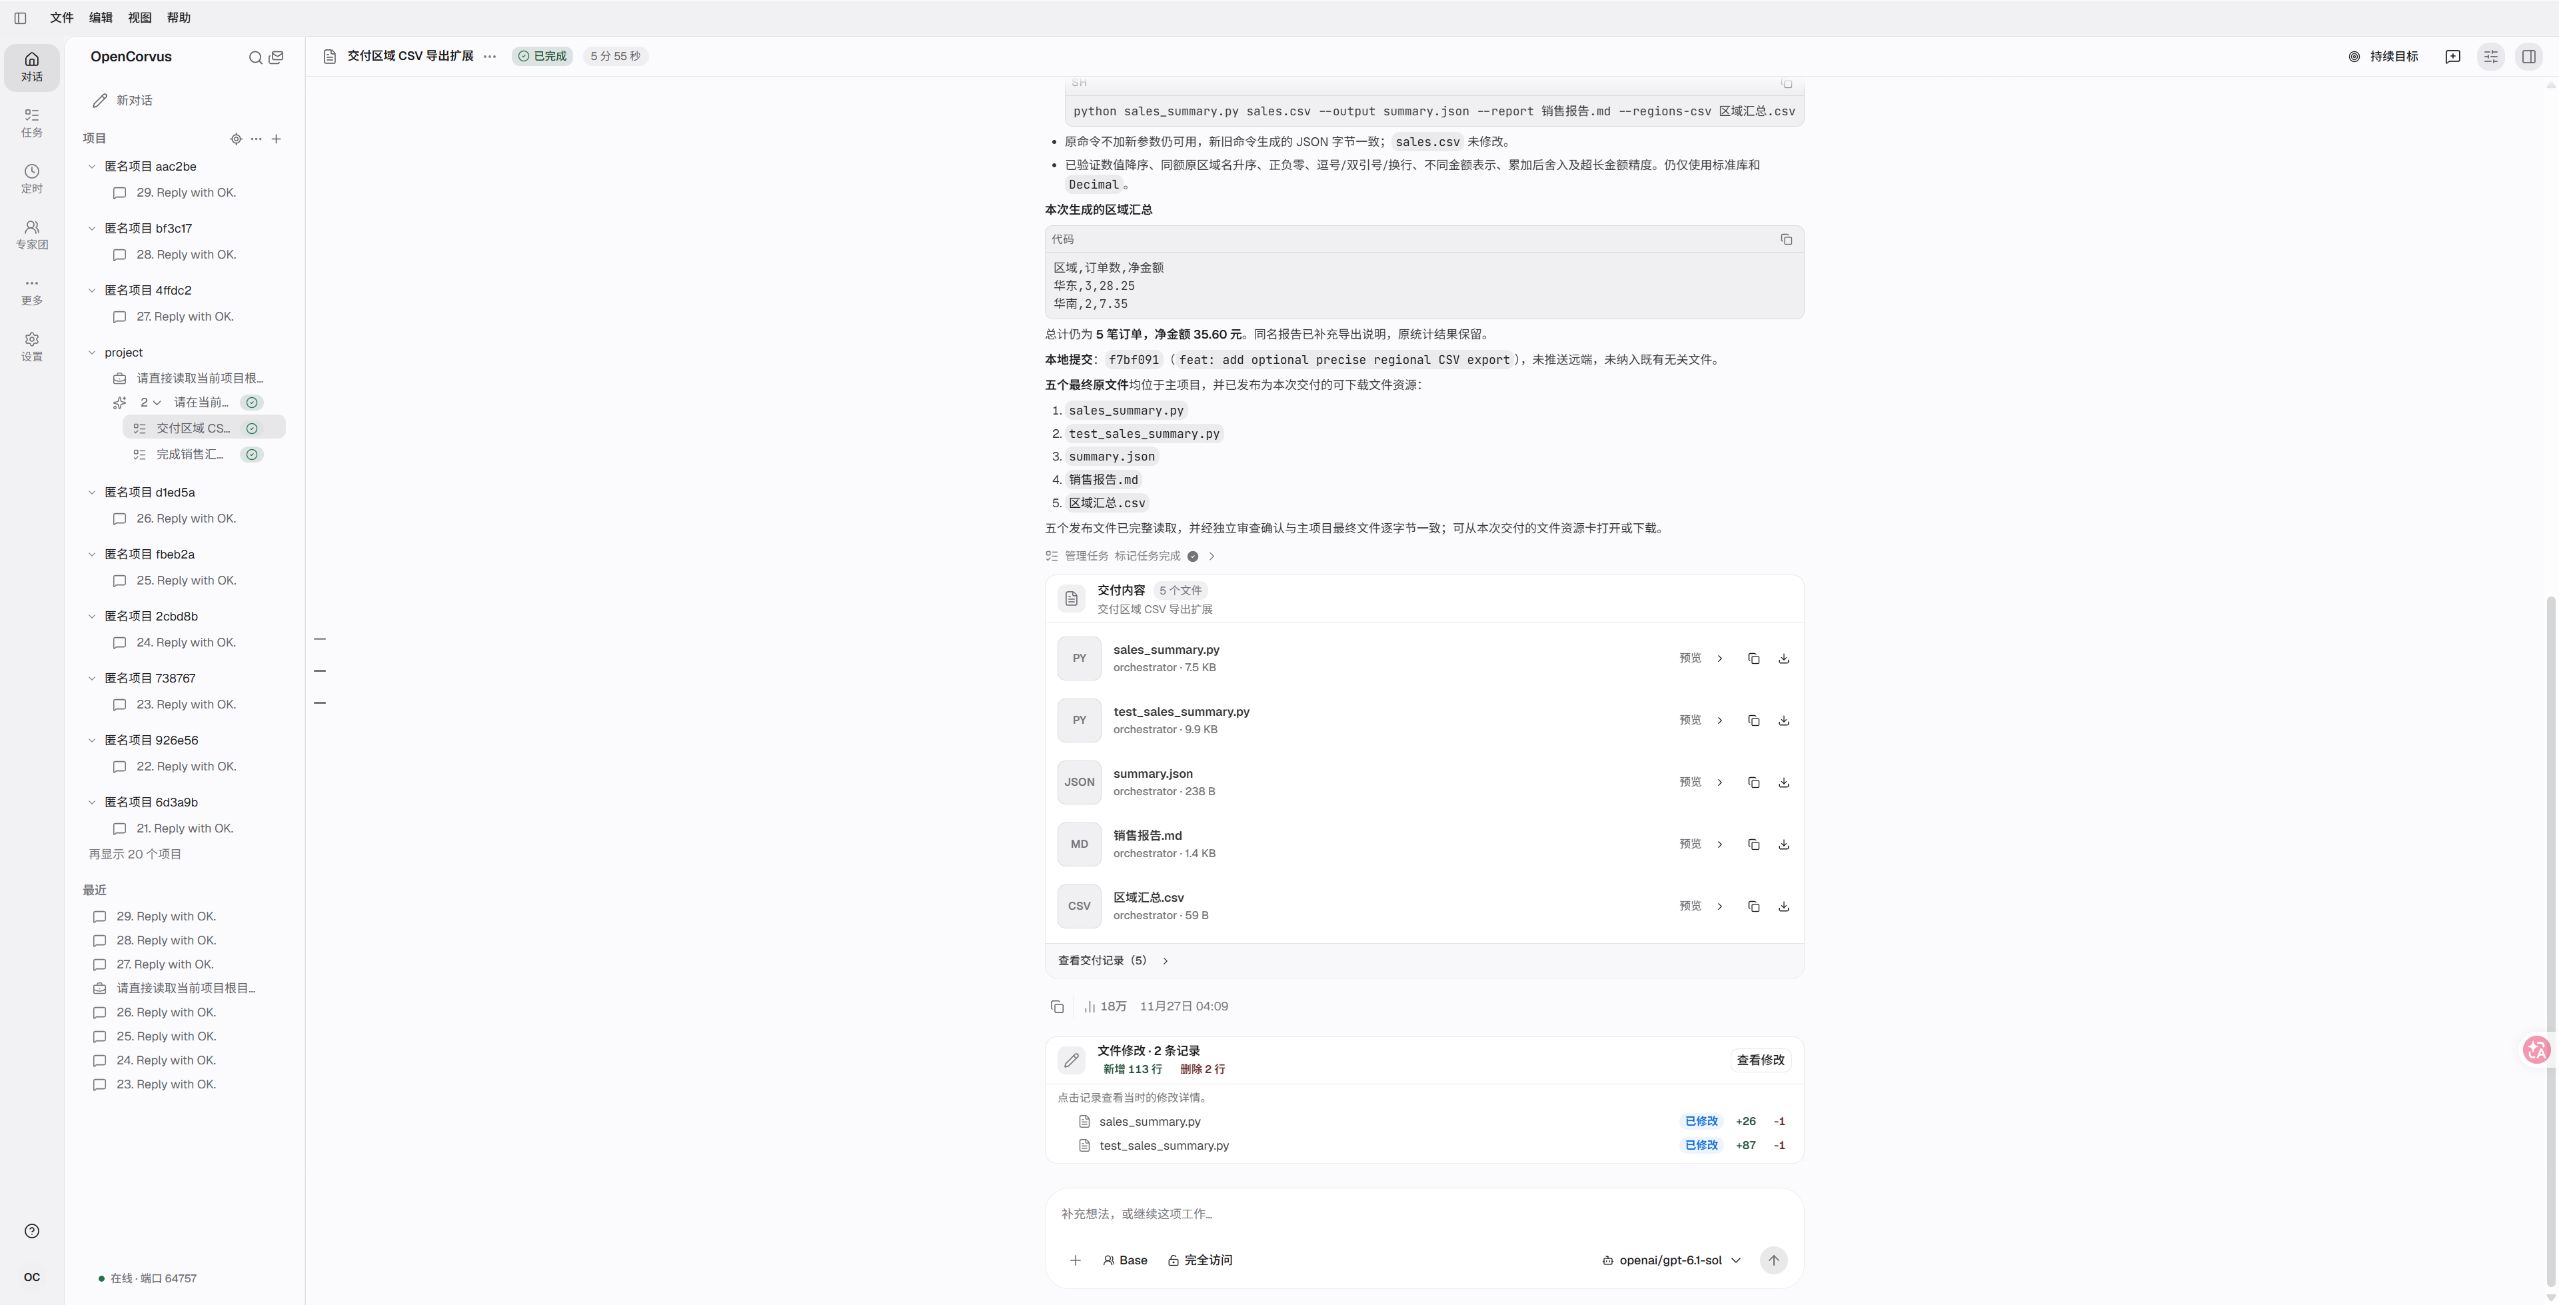 文件 编辑 视图 帮助
对话
任务
定时
专家团
更多
设置
OC
OpenCorvus
新对话
项目
匿名项目 aac2be
29. Reply with OK.
匿名项目 bf3c17
28. Reply with OK.
匿名项目 4ffdc2
27. Reply with OK.
project
请直接读取当前项目根...
2 请在当前...
交付区域 CS...
完成销售汇...
匿名项目 d1ed5a
26. Reply with OK.
匿名项目 fbeb2a
25. Reply with OK.
匿名项目 2cbd8b
24. Reply with OK.
匿名项目 738767
23. Reply with OK.
匿名项目 926e56
22. Reply with OK.
匿名项目 6d3a9b
21. Reply with OK.
再显示 20 个项目
最近
29. Reply with OK.
28. Reply with OK.
27. Reply with OK.
请直接读取当前项目根目...
26. Reply with OK.
25. Reply with OK.
24. Reply with OK.
23. Reply with OK.
在线 · 端口 64757
交付区域 CSV 导出扩展 ··· 已完成 5 分 55 秒
持续目标
SH
python sales_summary.py sales.csv --output summary.json --report 销售报告.md --regions-csv 区域汇总.csv
• 原命令不加新参数仍可用，新旧命令生成的 JSON 字节一致；sales.csv 未修改。
• 已验证数值降序、同额原区域名升序、正负零、逗号/双引号/换行、不同金额表示、累加后舍入及超长金额精度。仍仅使用标准库和
Decimal。
本次生成的区域汇总
代码
区域,订单数,净金额
华东,3,28.25
华南,2,7.35
总计仍为 5 笔订单，净金额 35.60 元。同名报告已补充导出说明，原统计结果保留。
本地提交：f7bf091（feat: add optional precise regional CSV export），未推送远端，未纳入既有无关文件。
五个最终原文件均位于主项目，并已发布为本次交付的可下载文件资源：
1. sales_summary.py
2. test_sales_summary.py
3. summary.json
4. 销售报告.md
5. 区域汇总.csv
五个发布文件已完整读取，并经独立审查确认与主项目最终文件逐字节一致；可从本次交付的文件资源卡打开或下载。
管理任务 标记任务完成
交付内容 5 个文件
交付区域 CSV 导出扩展
PY
sales_summary.py
orchestrator · 7.5 KB
预览
PY
test_sales_summary.py
orchestrator · 9.9 KB
预览
JSON
summary.json
orchestrator · 238 B
预览
MD
销售报告.md
orchestrator · 1.4 KB
预览
CSV
区域汇总.csv
orchestrator · 59 B
预览
查看交付记录（5）
18万 11月27日 04:09
文件修改 · 2 条记录
新增 113 行 删除 2 行
查看修改
点击记录查看当时的修改详情。
sales_summary.py 已修改 +26 -1
test_sales_summary.py 已修改 +87 -1
补充想法，或继续这项工作...
Base 完全访问 openai/gpt-6.1-sol